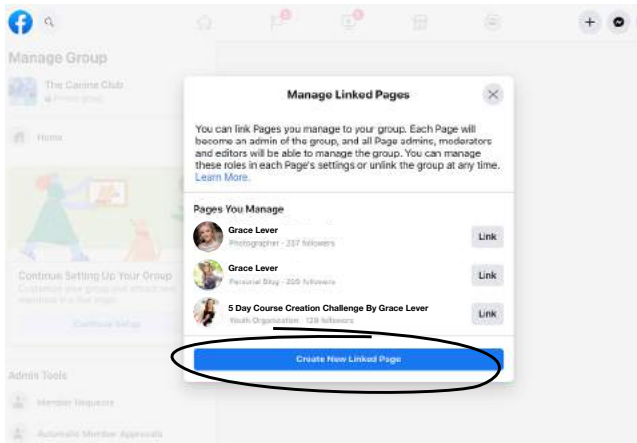 Manage Group
The Canine Club
Private group
Home
Continue Setting Up Your Group
Continue Setup
Admin Tools
Member Requests
Automatic Member Approvals
Manage Linked Pages
You can link Pages you manage to your group. Each Page will
become an admin of the group, and all Page admins, moderators
and editors will be able to manage the group. You can manage
these roles in each Page's settings or unlink the group at any time.
Learn More.
Pages You Manage
Grace Lever
Photographer · 237 followers
Link
Grace Lever
Personal Blog · 209 followers
Link
5 Day Course Creation Challenge By Grace Lever
Youth Organization · 129 followers
Link
Create New Linked Page